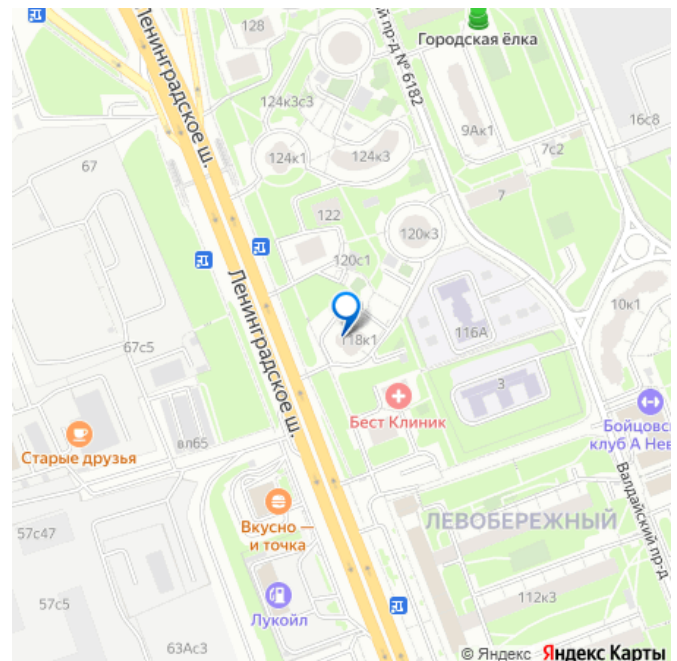 128
Городская ёлка
Ленинградское ш.
й пр-д № 6182
124к3с3
16с8
9Ак1
7с2
67
124к1
124к3
7
122
120к3
120с1
Ленинградское ш.
10к1
118к1
116А
67с5
3
Бест Клиник
Бойцовс
клуб А Нев
вл65
Старые друзья
Валдайский пр-д
Вкусно —
и точка
ЛЕВОБЕРЕЖНЫЙ
57с47
112к3
57с5
Лукойл
63Ас3
© Яндекс Яндекс Карты